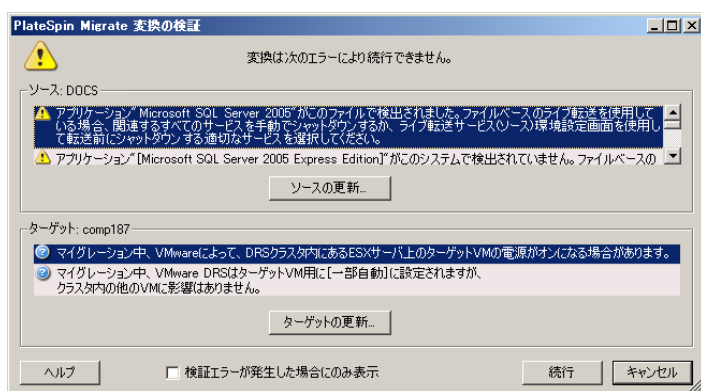 PlateSpin Migrate 変換の検証
変換は次のエラーにより続行できません。
ソース: DOCS
アプリケーション"Microsoft SQL Server 2005"がこのファイルで検出されました。ファイルベースのライブ転送を使用して
いる場合、関連するすべてのサービスを手動でシャットダウンするか、ライブ転送サービス(ソース)環境設定画面を使用し
て転送前にシャットダウンする適切なサービスを選択してください。
アプリケーション"[Microsoft SQL Server 2005 Express Edition]"がこのシステムで検出されていません。ファイルベースの
ソースの更新...
ターゲット: comp187
マイグレーション中、VMwareによって、DRSクラスタ内にあるESXサーバ上のターゲットVMの電源がオンになる場合があります。
マイグレーション中、VMware DRSはターゲットVM用に[一部自動]に設定されますが、
クラスタ内の他のVMに影響はありません。
ターゲットの更新...
ヘルプ
検証エラーが発生した場合にのみ表示
続行
キャンセル